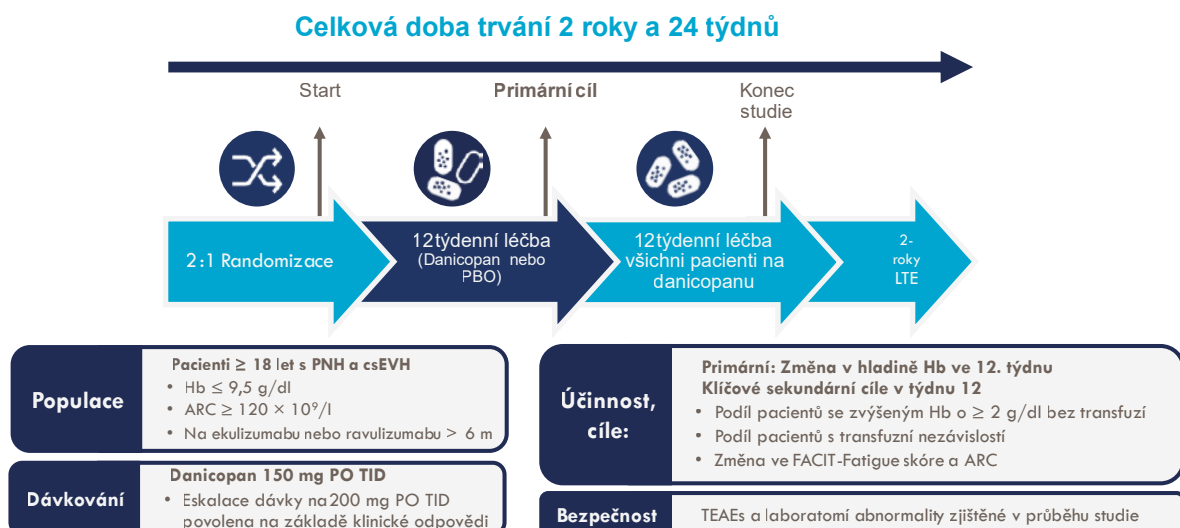 Celková doba trvání 2 roky a 24 týdnů
Start
Primární cíl
Konec
studie
2:1 Randomizace
12týdenní léčba
(Danicopan nebo
PBO)
12týdenní léčba
všichni pacienti na
danicopanu
2-
roky
LTE
Populace
Pacienti ≥ 18 let s PNH a csEVH
• Hb ≤ 9,5 g/dl
• ARC ≥ 120 × 10⁹/l
• Na ekulizumabu nebo ravulizumabu > 6 m
Dávkování
Danicopan 150 mg PO TID
• Eskalace dávky na 200 mg PO TID
povolena na základě klinické odpovědi
Účinnost,
cíle:
Primární: Změna v hladině Hb ve 12. týdnu
Klíčové sekundární cíle v týdnu 12
• Podíl pacientů se zvýšeným Hb o ≥ 2 g/dl bez transfuzí
• Podíl pacientů s transfuzní nezávislostí
• Změna ve FACIT-Fatigue skóre a ARC
Bezpečnost
TEAEs a laboratorní abnormality zjištěné v průběhu studie